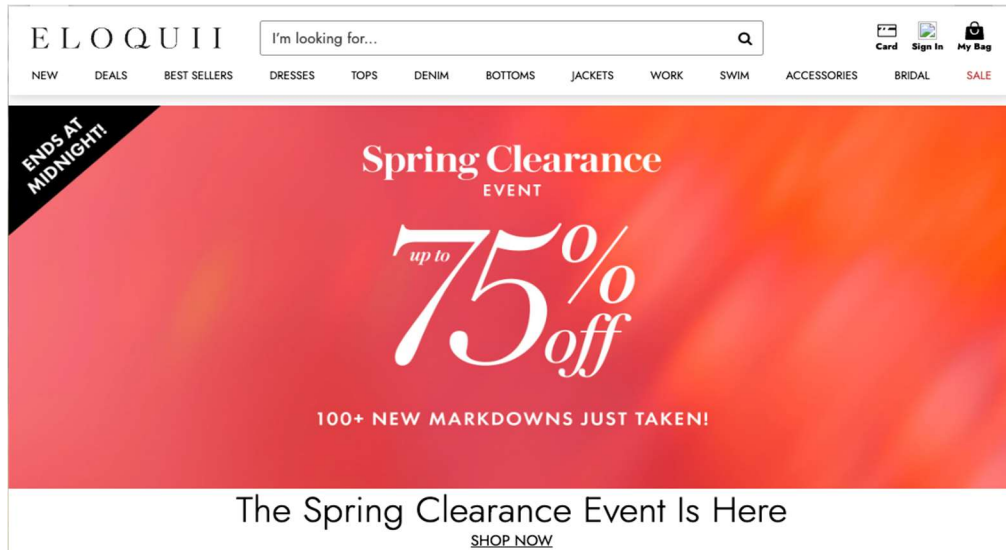 ELOQUII
I'm looking for...
Card
Sign In
My Bag
NEW DEALS BEST SELLERS DRESSES TOPS DENIM BOTTOMS JACKETS WORK SWIM ACCESSORIES BRIDAL SALE
ENDS AT
MIDNIGHT!
Spring Clearance
EVENT
up to
75%
off
100+ NEW MARKDOWNS JUST TAKEN!
The Spring Clearance Event Is Here
SHOP NOW